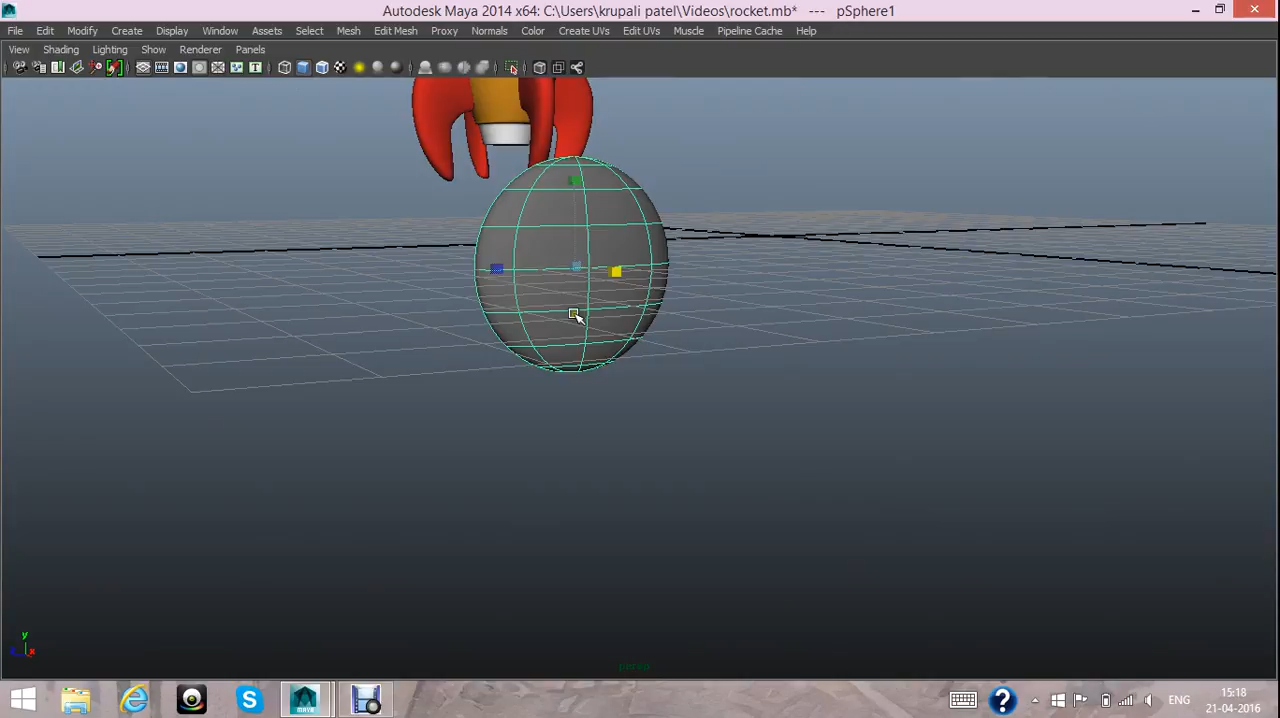 Autodesk Maya 2014 x64: C:\Users\krupali patel\Videos\rocket.mb* --- pSphere1
File Edit Modify Create Display Window Assets Select Mesh Edit Mesh Proxy Normals Color Create UVs Edit UVs Muscle Pipeline Cache Help
View Shading Lighting Show Renderer Panels
y
x
persp
ENG
15:18
21-04-2016